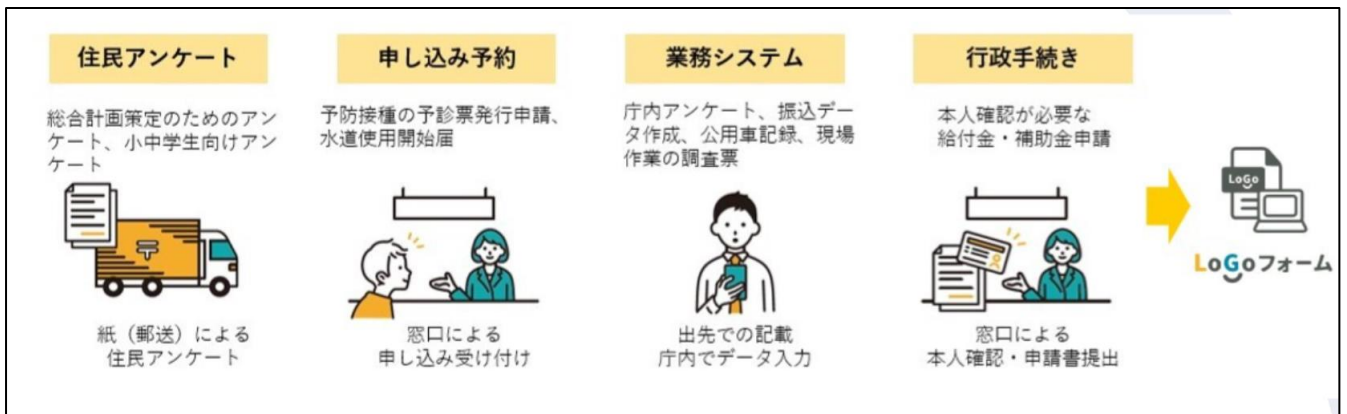 住民アンケート
総合計画策定のためのアン
ケート、小中学生向けアン
ケート
〒
紙（郵送）による
住民アンケート
申し込み予約
予防接種の予診票発行申請、
水道使用開始届
窓口による
申し込み受け付け
業務システム
庁内アンケート、振込デー
タ作成、公用車記録、現場
作業の調査票
出先での記載
庁内でデータ入力
行政手続き
本人確認が必要な
給付金・補助金申請
窓口による
本人確認・申請書提出
LoGo
LoGoフォーム